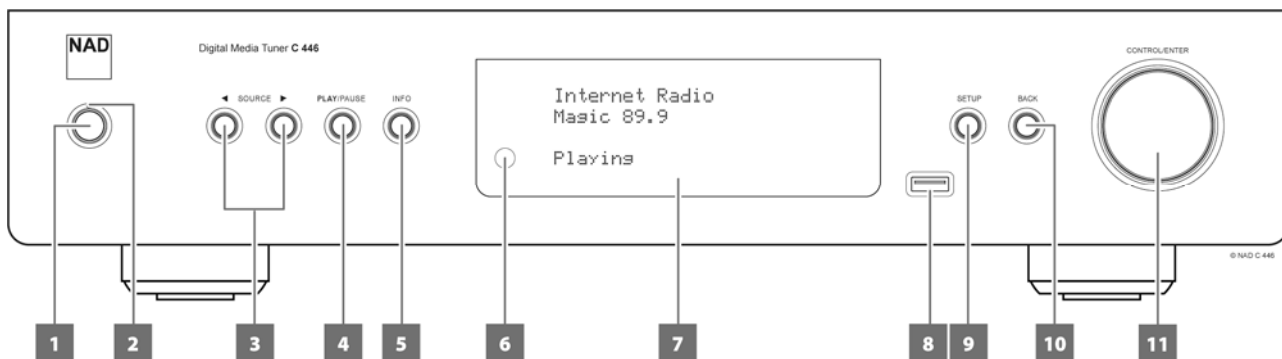 NAD
Digital Media Tuner C 446
◄ SOURCE ►
PLAY/PAUSE
INFO
Internet Radio
Magic 89.9
Playing
SETUP
BACK
CONTROL/ENTER
© NAD C 446
1 2 3 4 5 6 7 8 9 10 11